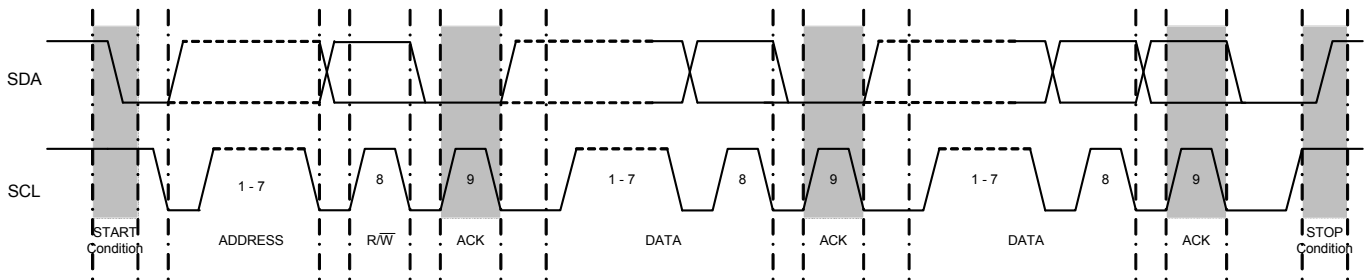 SDA
SCL
1 - 7
8
9
1 - 7
8
9
1 - 7
8
9
START
Condition
ADDRESS
R/W̅
ACK
DATA
ACK
DATA
ACK
STOP
Condition